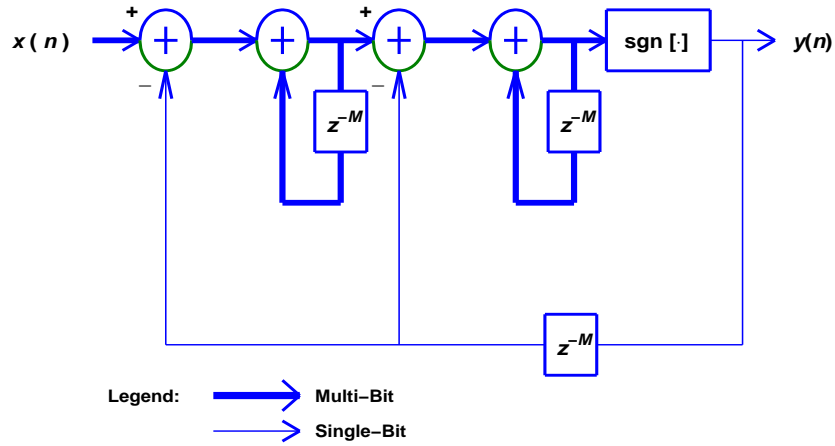 x ( n ) + − + + − + + sgn [·] y(n)
z⁻ᴹ z⁻ᴹ
z⁻ᴹ
Legend: Multi−Bit
Single−Bit